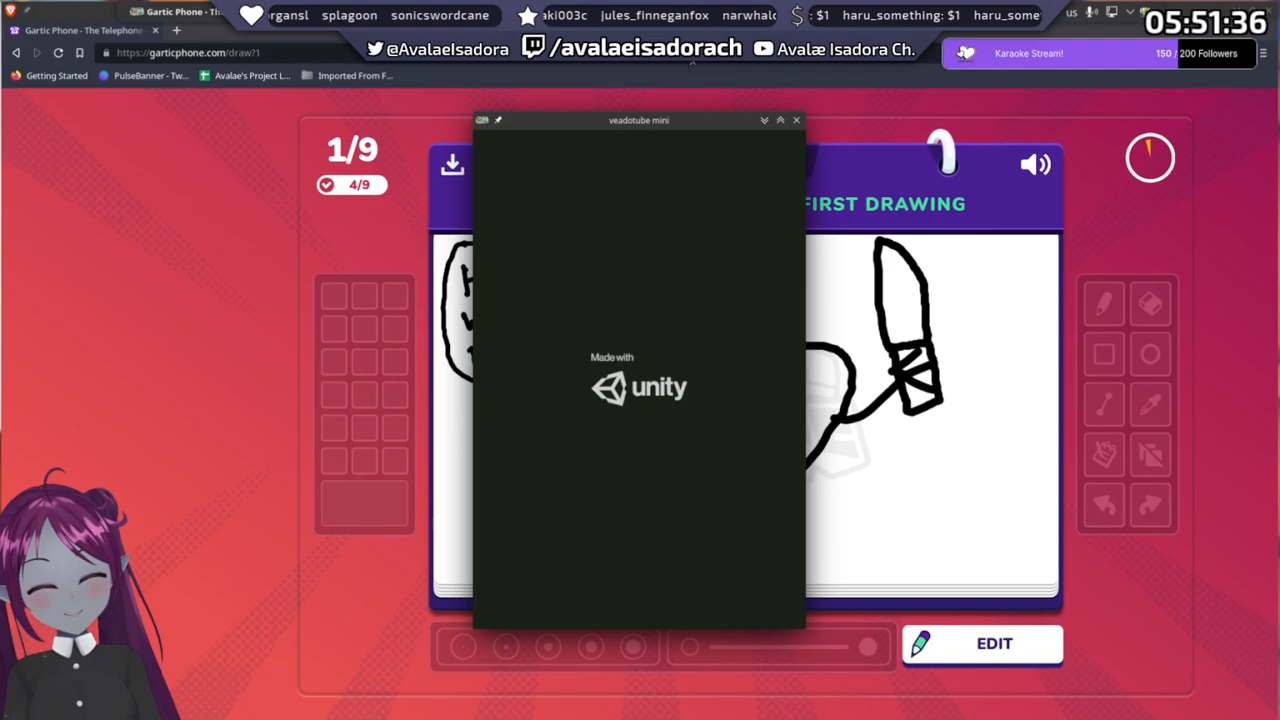 organsl splagoon sonicswordcane
aki003c jules_finneganfox narwhalc
$ : $1 haru_something: $1 haru_some
us
05:51:36
Gartic Phone - Th
Gartic Phone - The Telephone
https://garticphone.com/draw?1
@AvalaeIsadora /avalaeisadorach Avalæ Isadora Ch.
Karaoke Stream! 150 / 200 Followers
Getting Started PulseBanner - Tw... Avalae's Project L... Imported From F...
veadotube mini
1/9
4/9
FIRST DRAWING
Made with
unity
EDIT